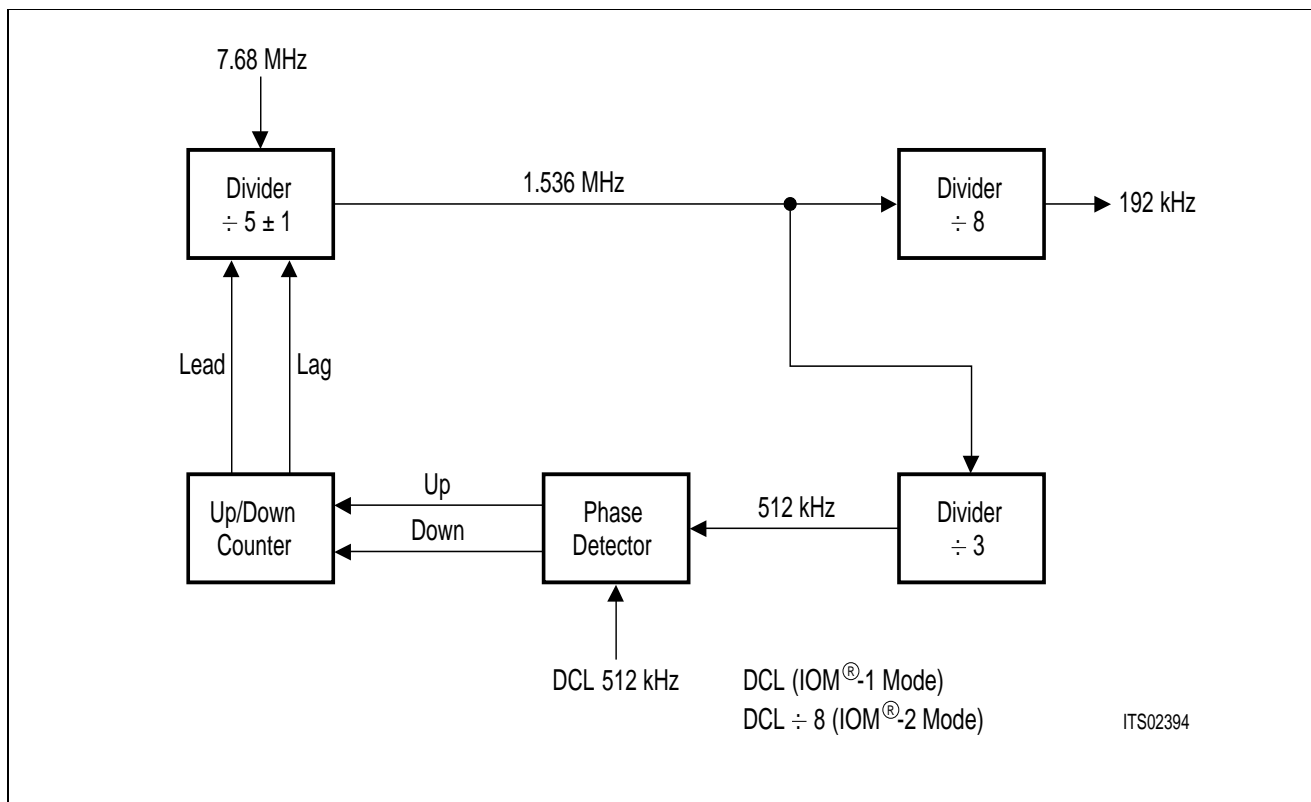 7.68 MHz
Divider
÷ 5 ± 1
1.536 MHz
Divider
÷ 8
192 kHz
Lead
Lag
Up/Down
Counter
Up
Down
Phase
Detector
512 kHz
Divider
÷ 3
DCL 512 kHz
DCL (IOM®-1 Mode)
DCL ÷ 8 (IOM®-2 Mode)
ITS02394